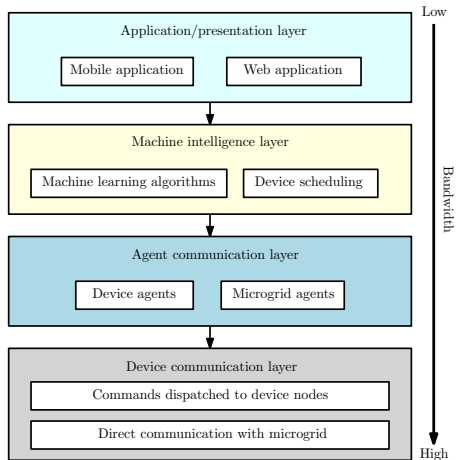 Application/presentation layer
Low
Mobile application
Web application
Machine intelligence layer
Machine learning algorithms
Device scheduling
Bandwidth
Agent communication layer
Device agents
Microgrid agents
Device communication layer
Commands dispatched to device nodes
Direct communication with microgrid
High